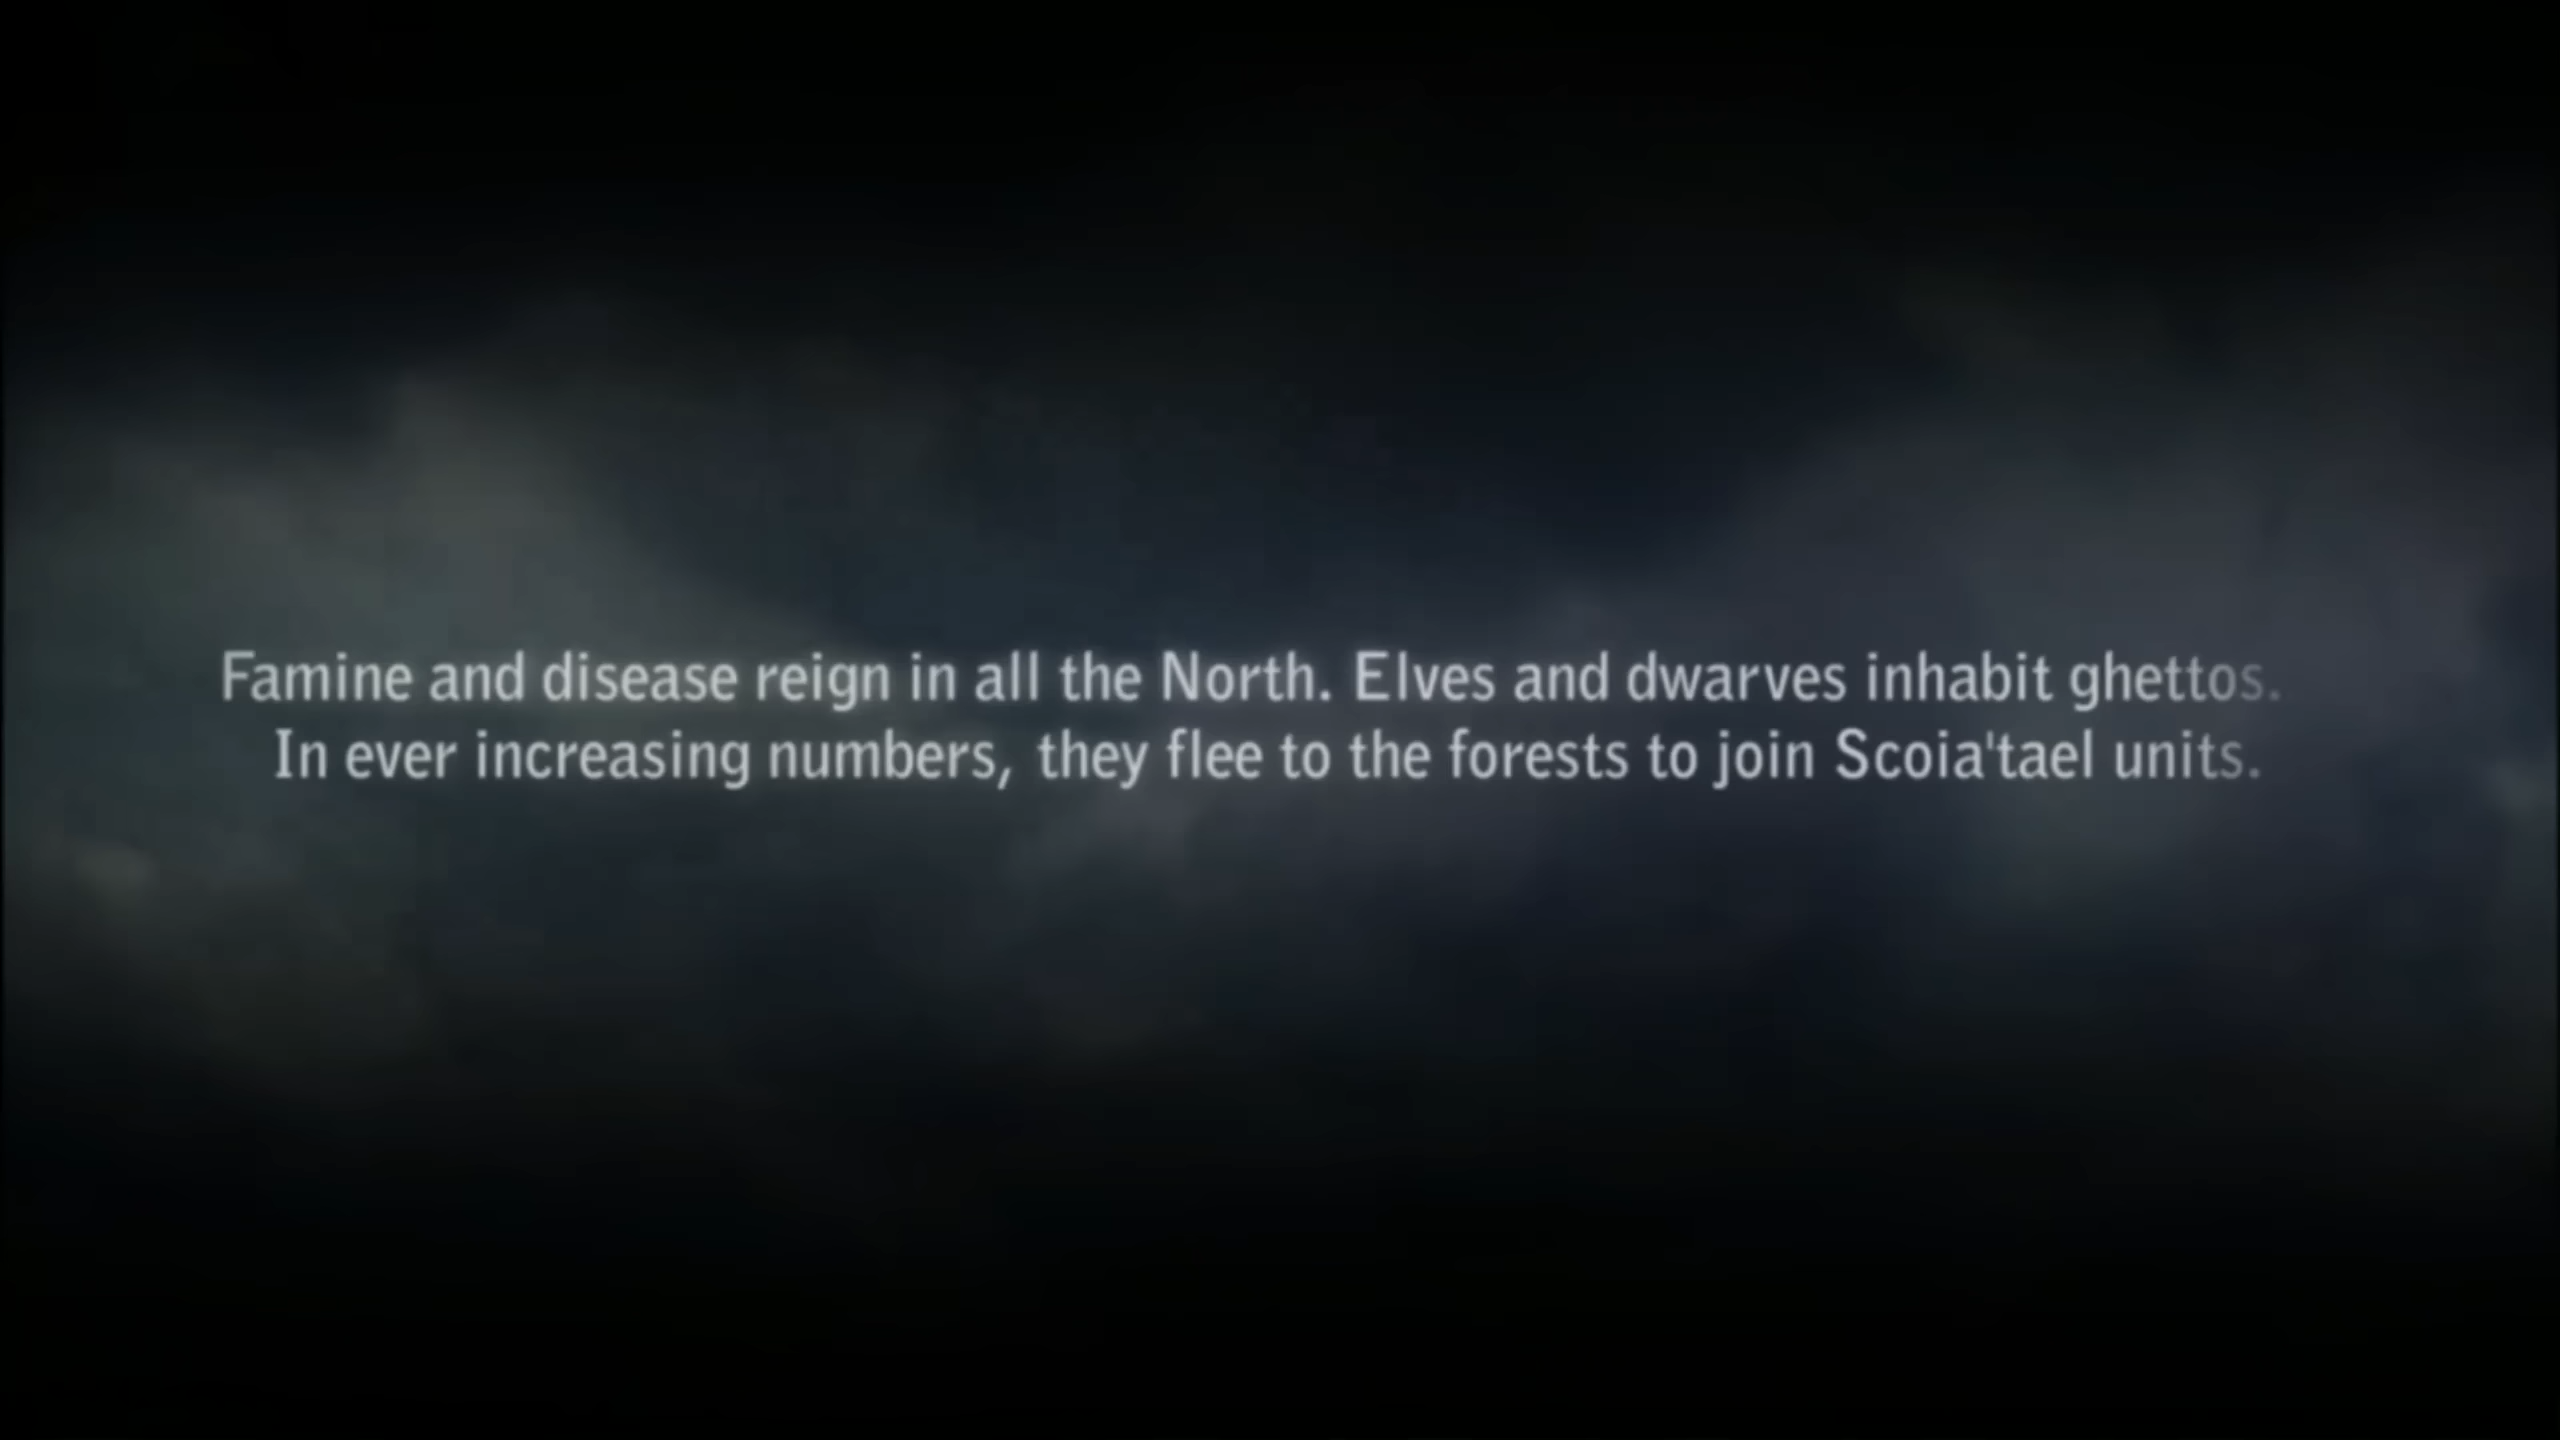 Famine and disease reign in all the North. Elves and dwarves inhabit ghettos.
In ever increasing numbers, they flee to the forests to join Scoia'tael units.